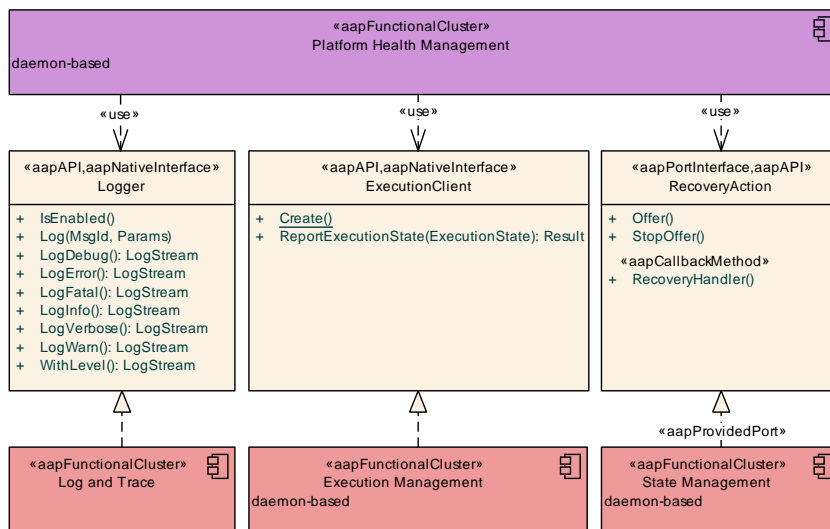 «aapFunctionalCluster»
Platform Health Management
daemon-based
«use»
«use»
«use»
«aapAPI,aapNativeInterface»
Logger
+ IsEnabled()
+ Log(MsgId, Params)
+ LogDebug(): LogStream
+ LogError(): LogStream
+ LogFatal(): LogStream
+ LogInfo(): LogStream
+ LogVerbose(): LogStream
+ LogWarn(): LogStream
+ WithLevel(): LogStream
«aapAPI,aapNativeInterface»
ExecutionClient
+ Create()
+ ReportExecutionState(ExecutionState): Result
«aapPortInterface,aapAPI»
RecoveryAction
+ Offer()
+ StopOffer()
«aapCallbackMethod»
+ RecoveryHandler()
«aapProvidedPort»
«aapFunctionalCluster»
Log and Trace
«aapFunctionalCluster»
Execution Management
daemon-based
«aapFunctionalCluster»
State Management
daemon-based